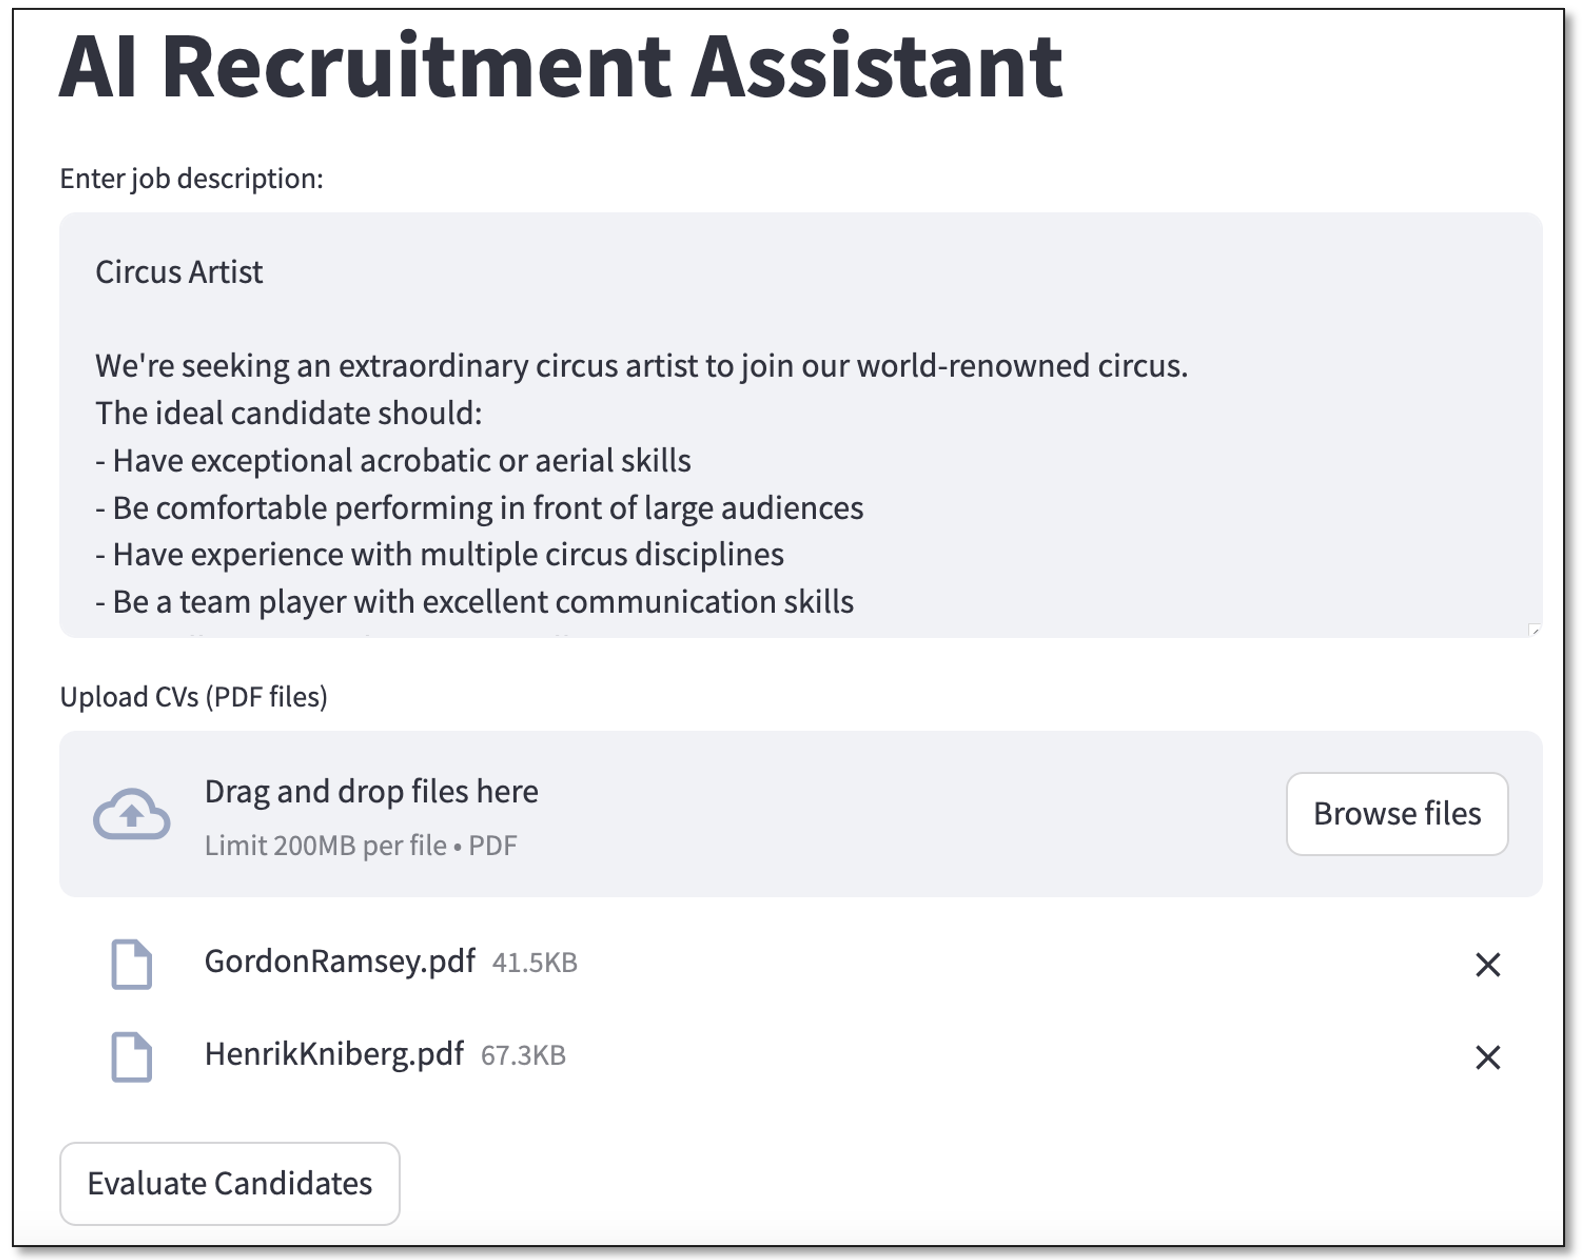 AI Recruitment Assistant
Enter job description:
Circus Artist
We're seeking an extraordinary circus artist to join our world-renowned circus.
The ideal candidate should:
- Have exceptional acrobatic or aerial skills
- Be comfortable performing in front of large audiences
- Have experience with multiple circus disciplines
- Be a team player with excellent communication skills
Upload CVs (PDF files)
Drag and drop files here
Limit 200MB per file • PDF
Browse files
GordonRamsey.pdf 41.5KB
HenrikKniberg.pdf 67.3KB
Evaluate Candidates